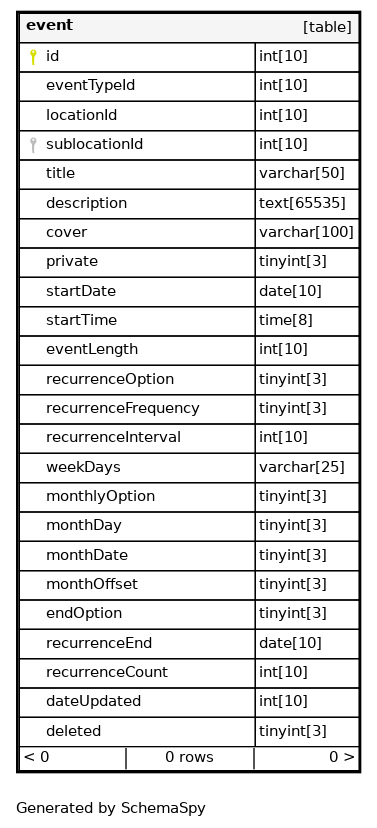 event [table]
id int[10]
eventTypeId int[10]
locationId int[10]
sublocationId int[10]
title varchar[50]
description text[65535]
cover varchar[100]
private tinyint[3]
startDate date[10]
startTime time[8]
eventLength int[10]
recurrenceOption tinyint[3]
recurrenceFrequency tinyint[3]
recurrenceInterval int[10]
weekDays varchar[25]
monthlyOption tinyint[3]
monthDay tinyint[3]
monthDate tinyint[3]
monthOffset tinyint[3]
endOption tinyint[3]
recurrenceEnd date[10]
recurrenceCount int[10]
dateUpdated int[10]
deleted tinyint[3]
< 0 0 rows 0 >
Generated by SchemaSpy